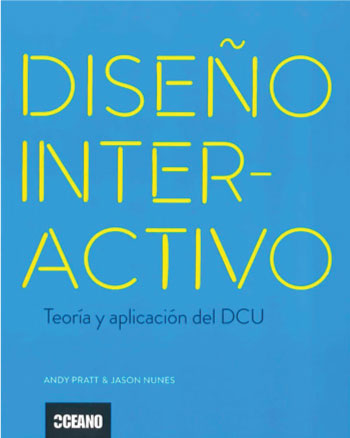 DISEÑO
INTER-
ACTIVO
Teoría y aplicación del DCU
ANDY PRATT & JASON NUNES
OCEANO